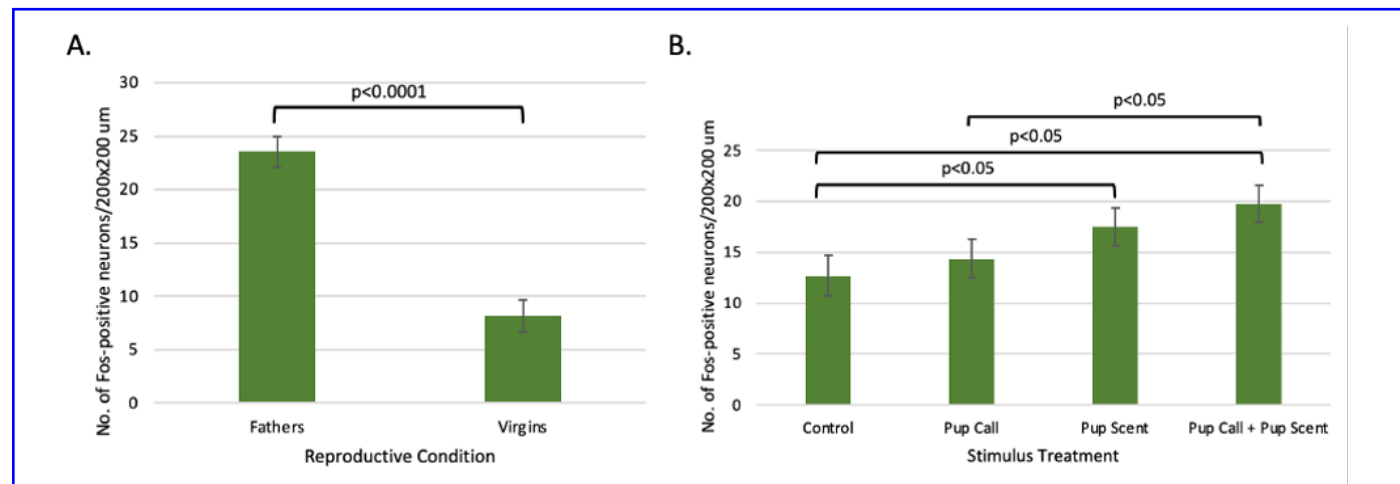 A.
No. of Fos-positive neurons/200x200 um
30
25
20
15
10
5
0
p<0.0001
Fathers
Virgins
Reproductive Condition
B.
No. of Fos-positive neurons/200x200 um
25
20
15
10
5
0
p<0.05
p<0.05
p<0.05
Control
Pup Call
Pup Scent
Pup Call + Pup Scent
Stimulus Treatment